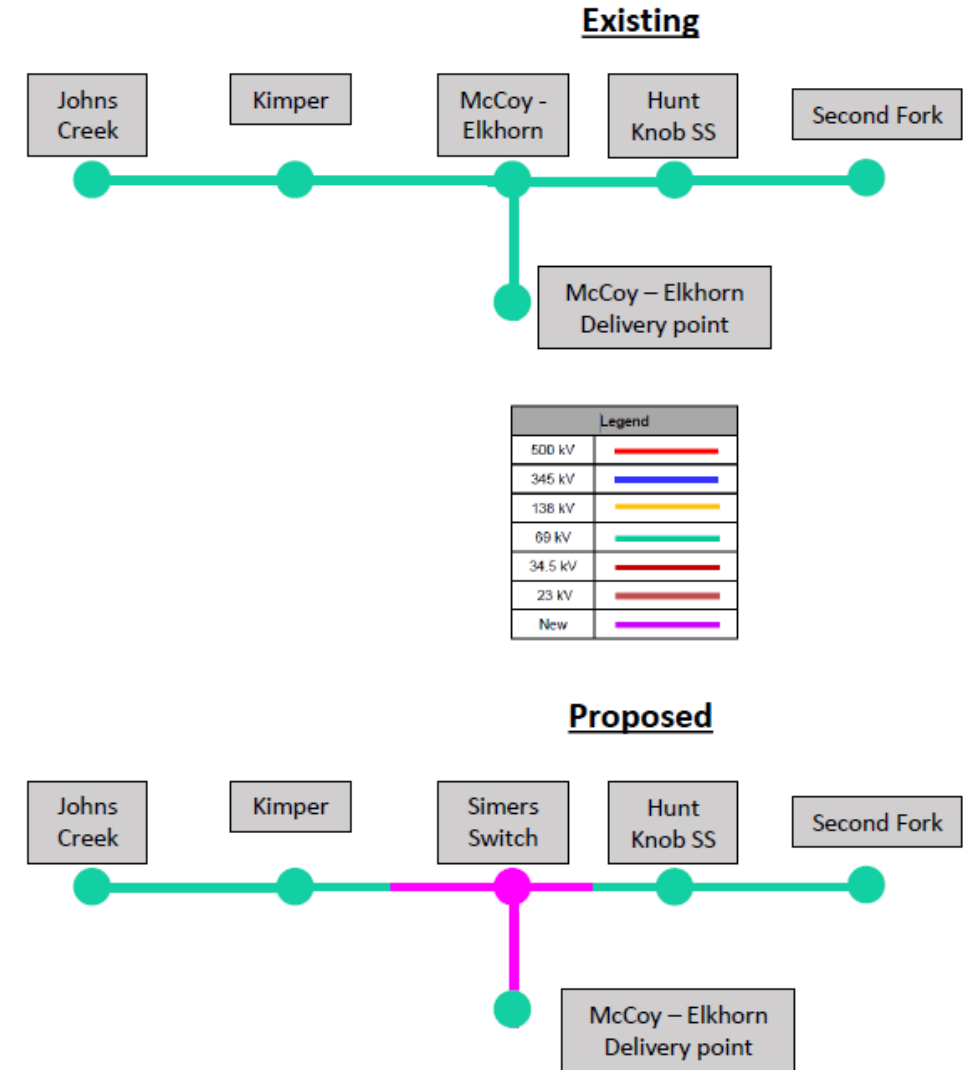 Existing
Johns
Creek
Kimper
McCoy -
Elkhorn
Hunt
Knob SS
Second Fork
McCoy – Elkhorn
Delivery point
Legend
500 kV
345 kV
138 kV
69 kV
34.5 kV
23 kV
New
Proposed
Johns
Creek
Kimper
Simers
Switch
Hunt
Knob SS
Second Fork
McCoy – Elkhorn
Delivery point